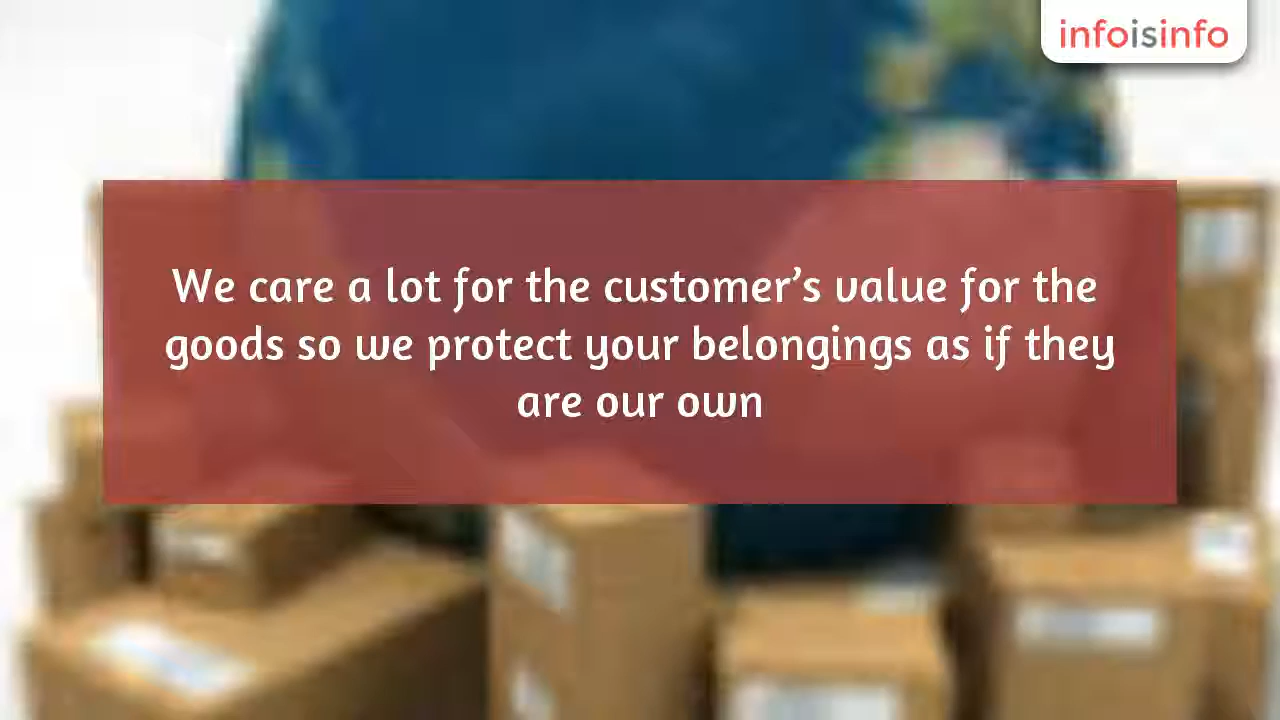 infoisinfo
We care a lot for the customer’s value for the
goods so we protect your belongings as if they
are our own